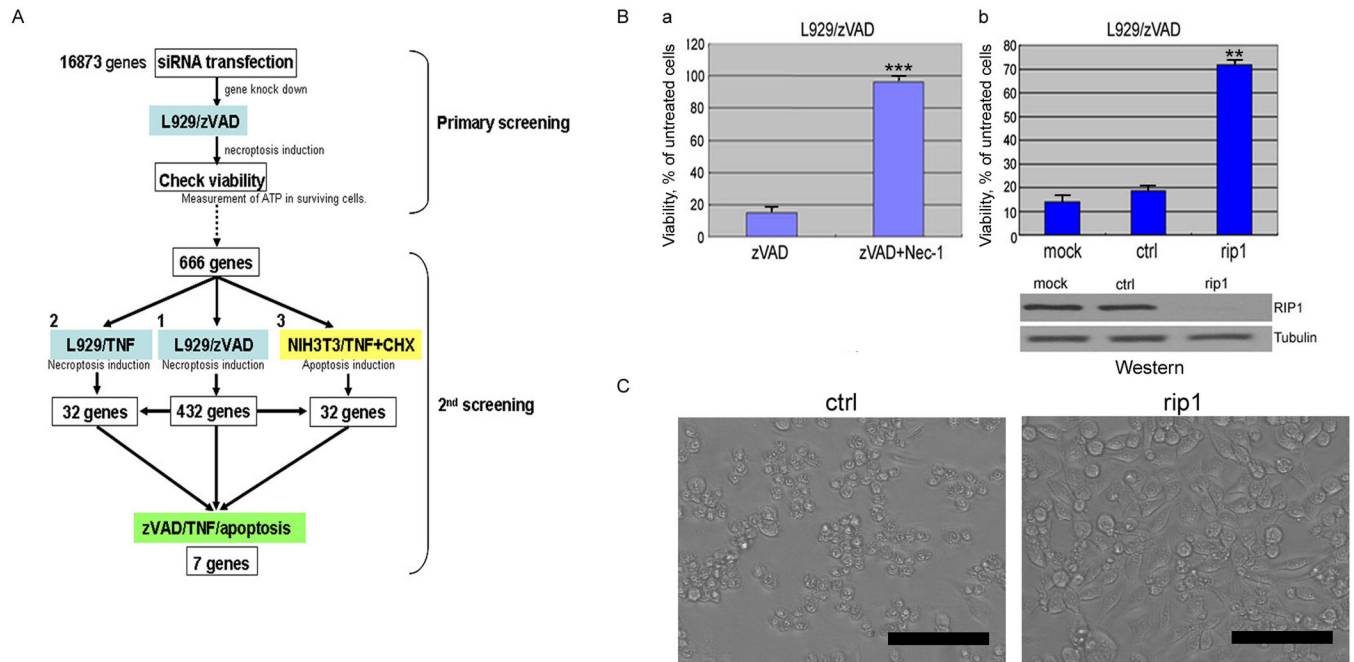 A
16873 genes
siRNA transfection
gene knock down
L929/zVAD
necroptosis induction
Check viability
Measurement of ATP in surviving cells.
Primary screening
666 genes
2
1
3
L929/TNF
L929/zVAD
NIH3T3/TNF+CHX
Necroptosis induction
Necroptosis induction
Apoptosis induction
32 genes
432 genes
32 genes
2nd screening
zVAD/TNF/apoptosis
7 genes
B
a
L929/zVAD
Viability, % of untreated cells
120
100
80
60
40
20
0
***
zVAD
zVAD+Nec-1
b
L929/zVAD
Viability, % of untreated cells
80
70
60
50
40
30
20
10
0
**
mock
ctrl
rip1
mock
ctrl
rip1
RIP1
Tubulin
Western
C
ctrl
rip1